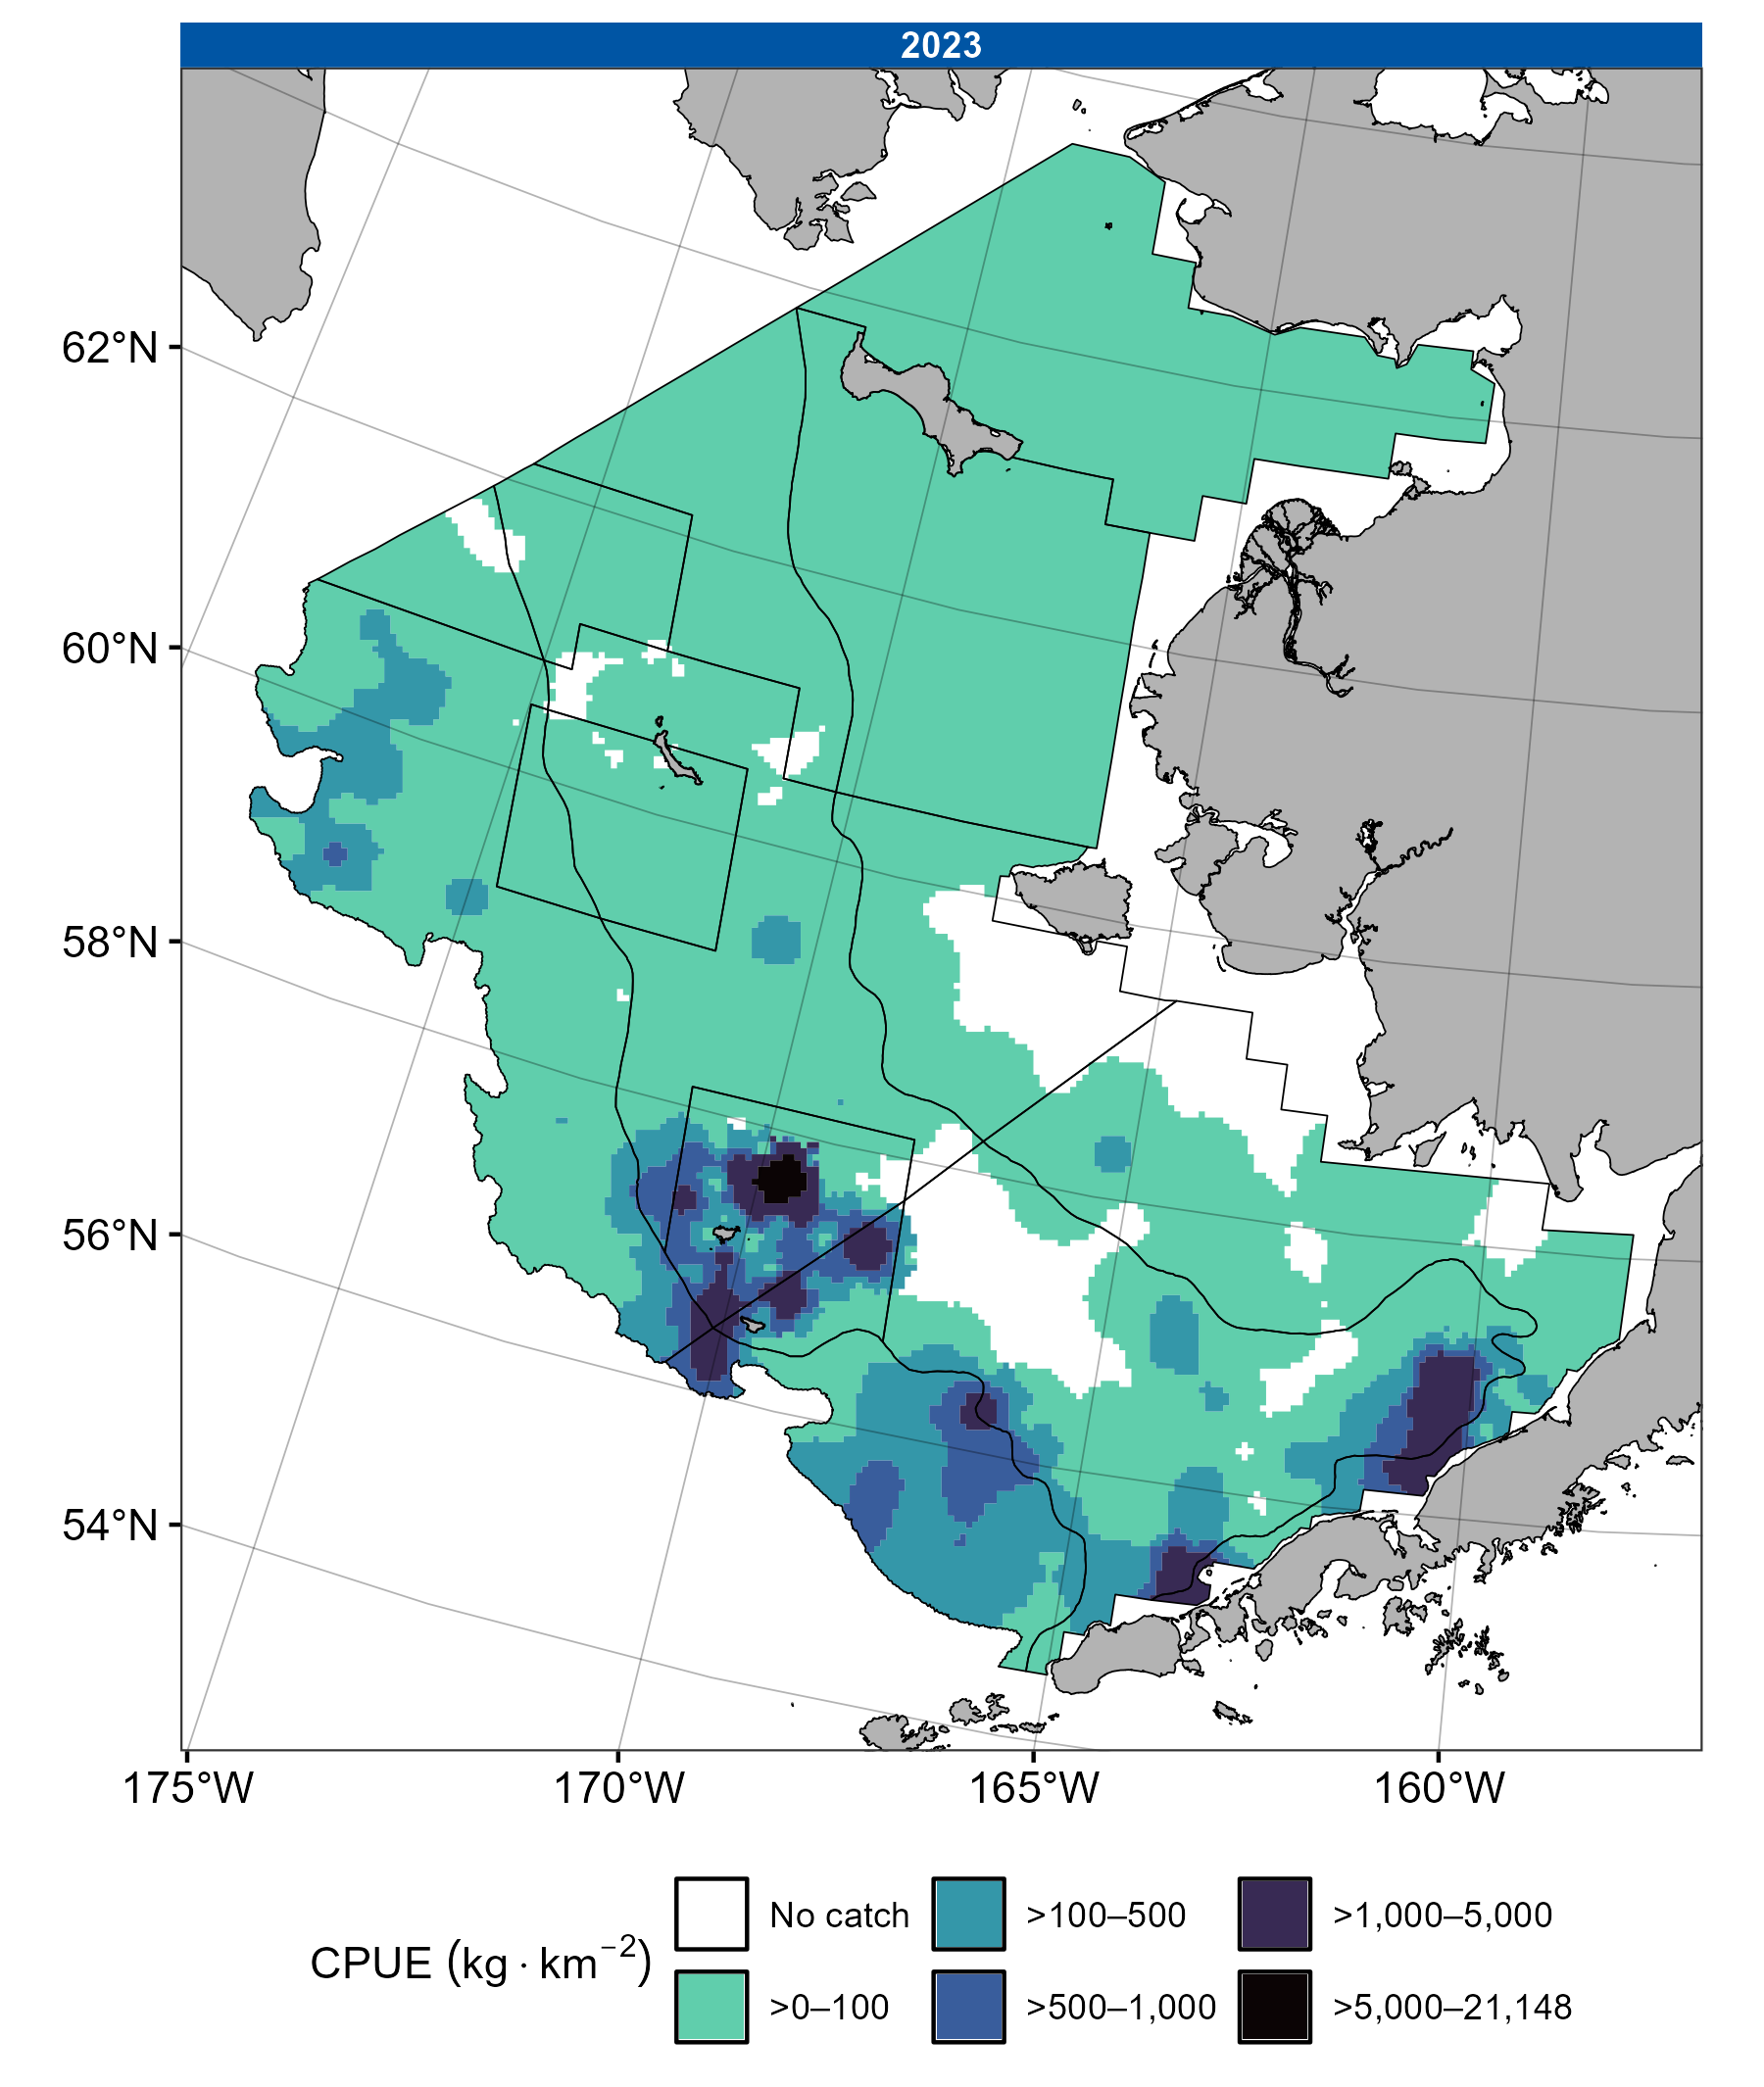 2023
62°N
60°N
58°N
56°N
54°N
175°W 170°W 165°W 160°W
CPUE (kg · km⁻²)
No catch >100–500 >1,000–5,000
>0–100 >500–1,000 >5,000–21,148